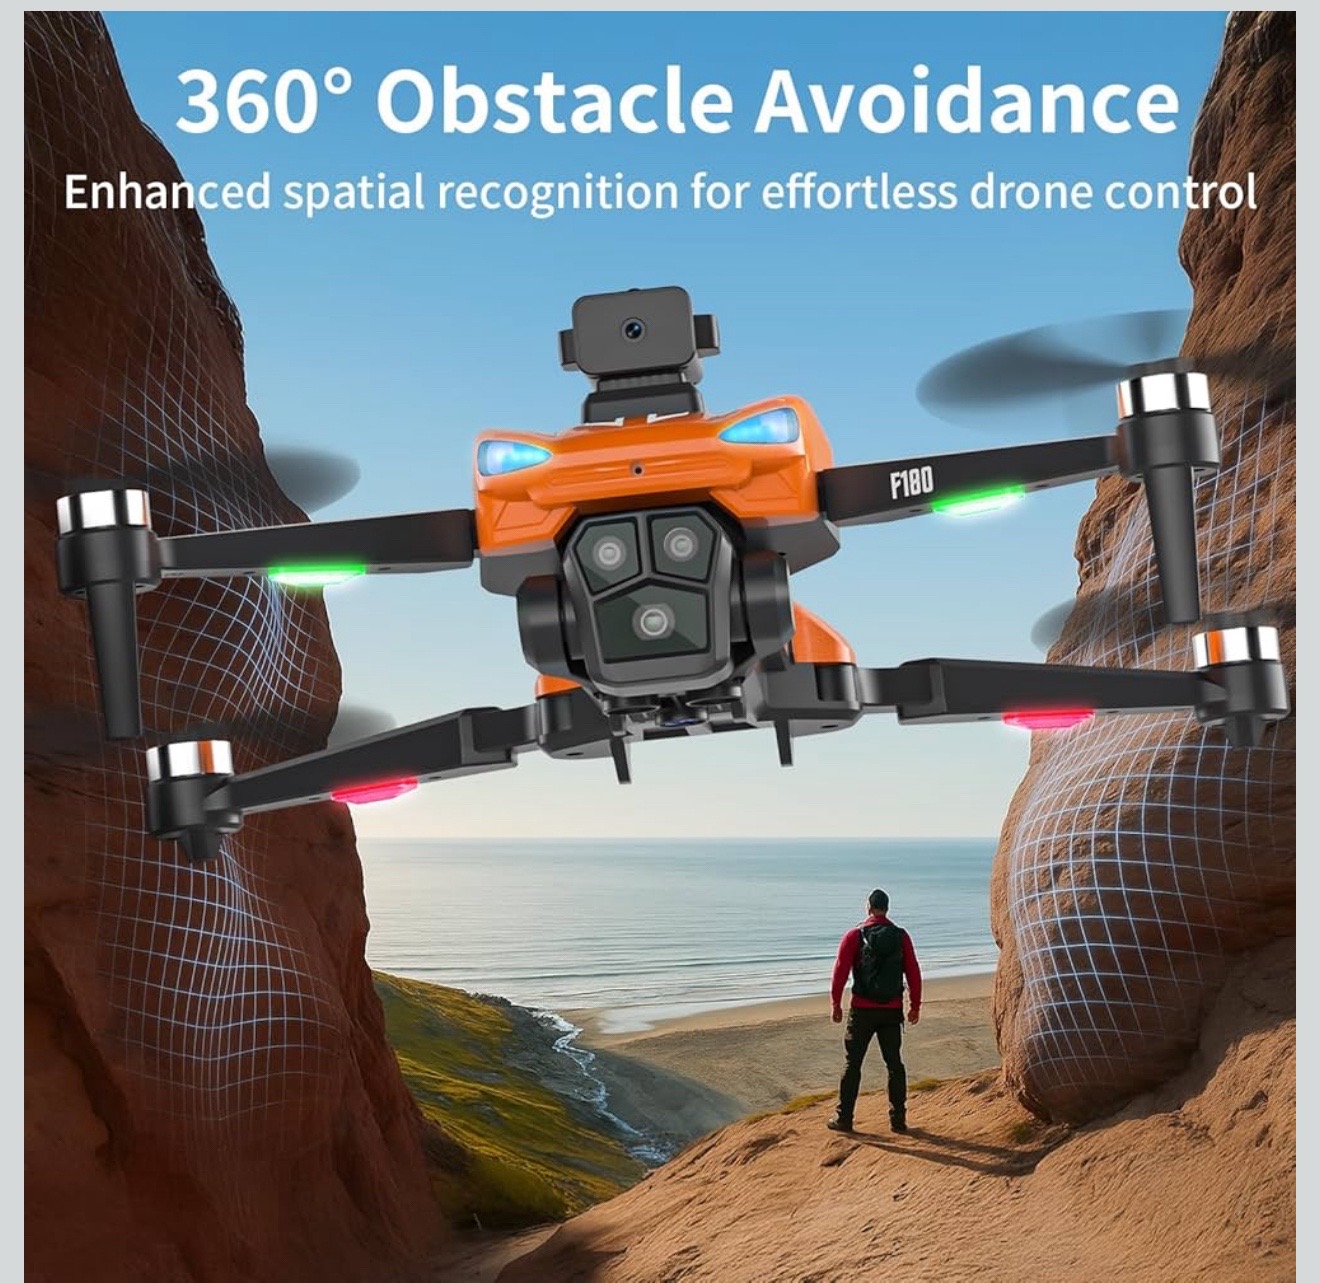 360° Obstacle Avoidance
Enhanced spatial recognition for effortless drone control
F180